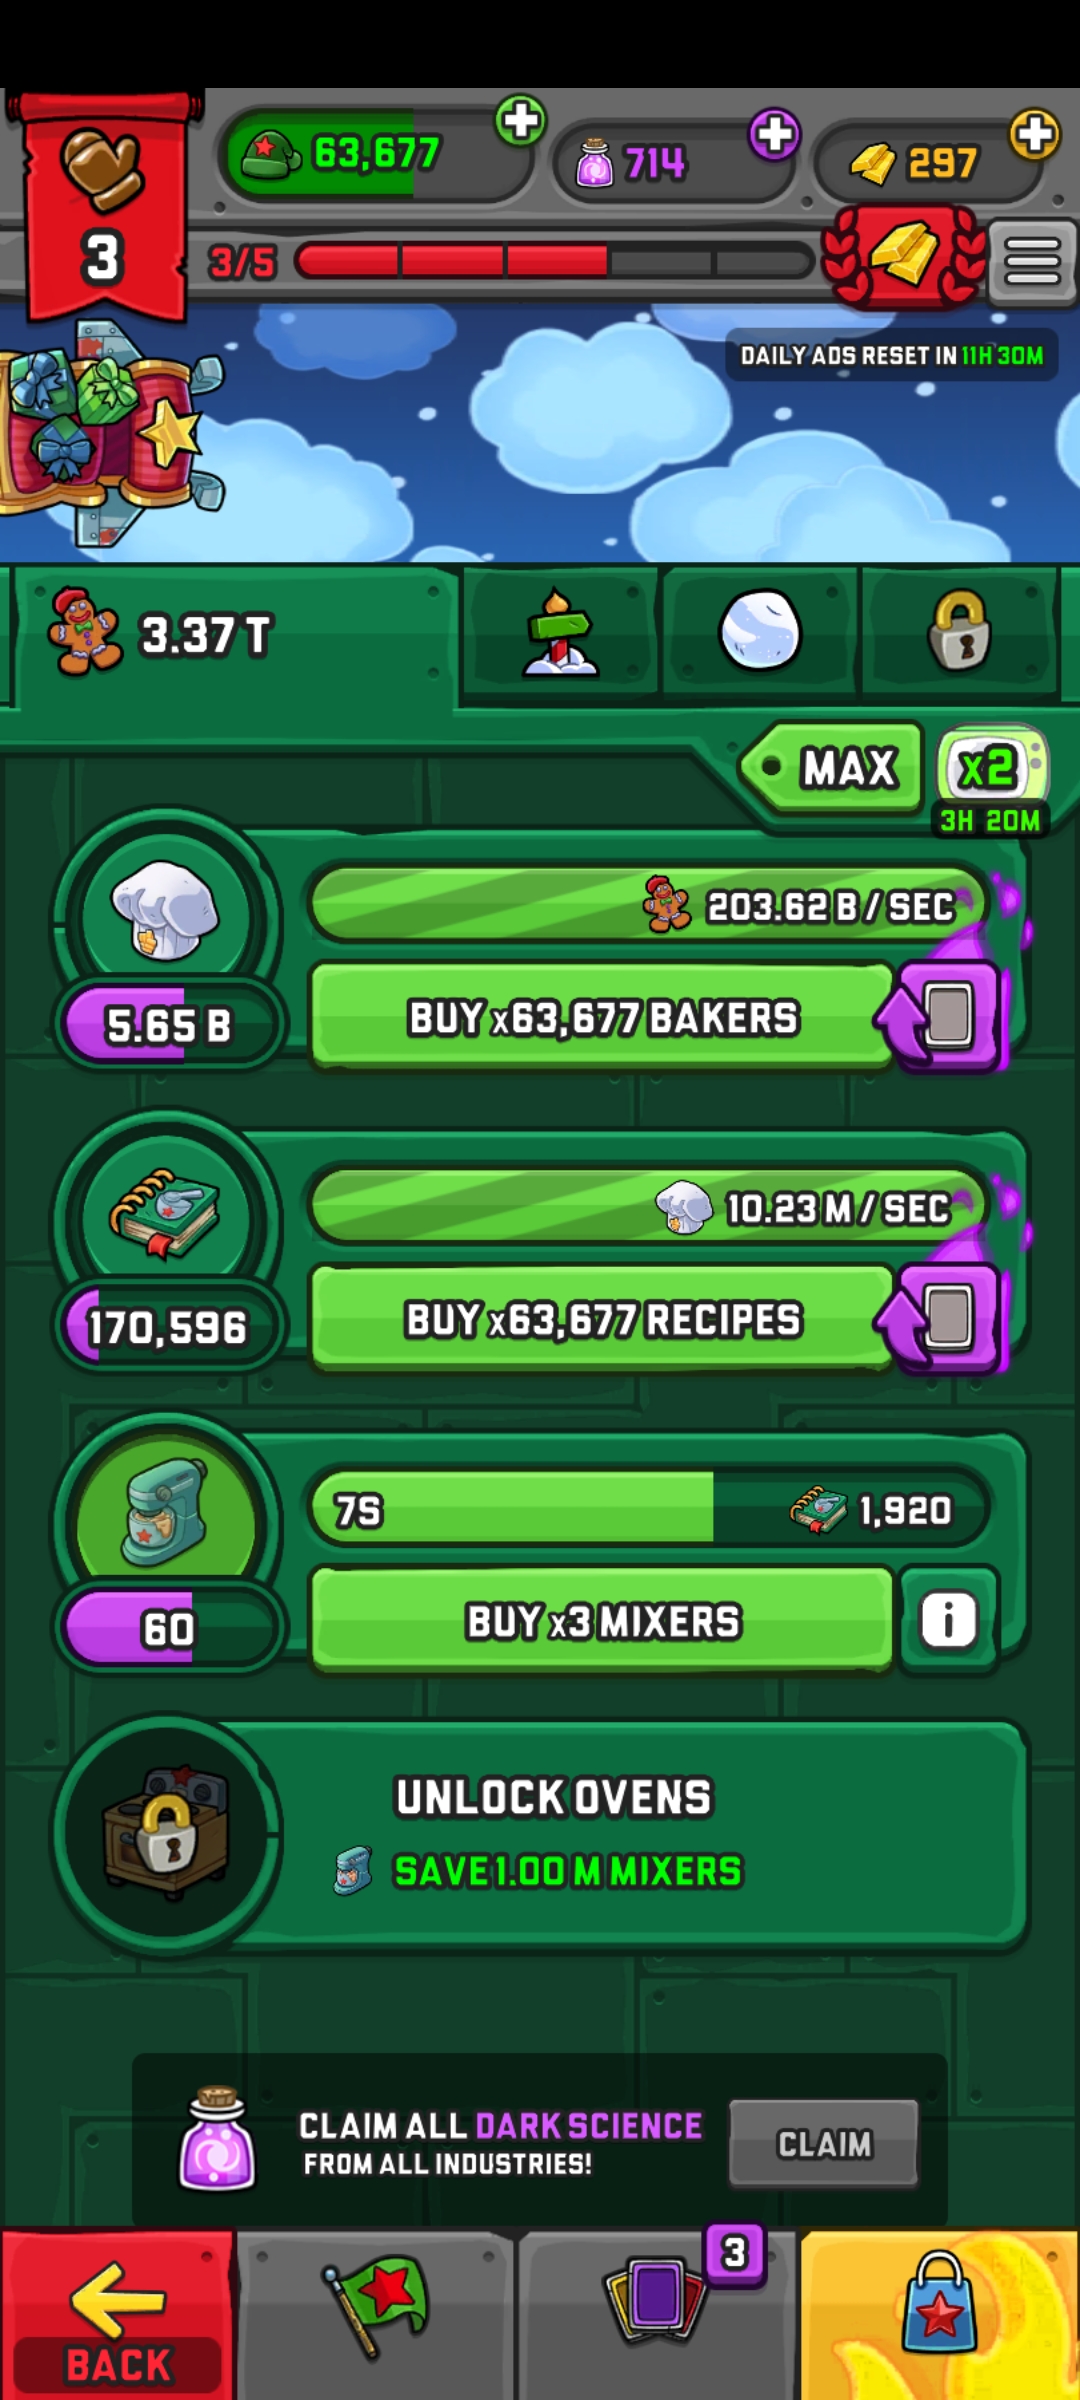 63,677
714
297
3
3/5
DAILY ADS RESET IN 11H 30M
3.37 T
MAX
x2
3H 20M
203.62 B / SEC
5.65 B
BUY x63,677 BAKERS
10.23 M / SEC
170,596
BUY x63,677 RECIPES
7S
1,920
60
BUY x3 MIXERS
i
UNLOCK OVENS
SAVE 1.00 M MIXERS
CLAIM ALL DARK SCIENCE
FROM ALL INDUSTRIES!
CLAIM
3
BACK